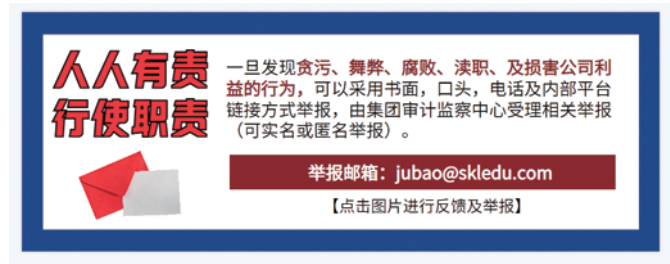 人人有责
行使职责
一旦发现贪污、舞弊、腐败、渎职、及损害公司利
益的行为，可以采用书面，口头，电话及内部平台
链接方式举报，由集团审计监察中心受理相关举报
（可实名或匿名举报）。
举报邮箱：jubao@skledu.com
【点击图片进行反馈及举报】